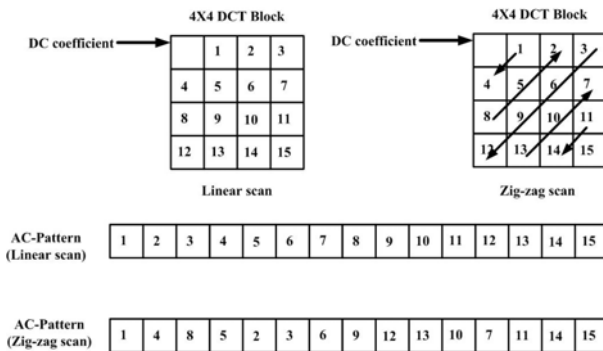 4X4 DCT Block
DC coefficient
1 2 3
4 5 6 7
8 9 10 11
12 13 14 15
Linear scan
4X4 DCT Block
DC coefficient
1 2 3
4 5 6 7
8 9 10 11
12 13 14 15
Zig-zag scan
AC-Pattern
(Linear scan)
1 2 3 4 5 6 7 8 9 10 11 12 13 14 15
AC-Pattern
(Zig-zag scan)
1 4 8 5 2 3 6 9 12 13 10 7 11 14 15